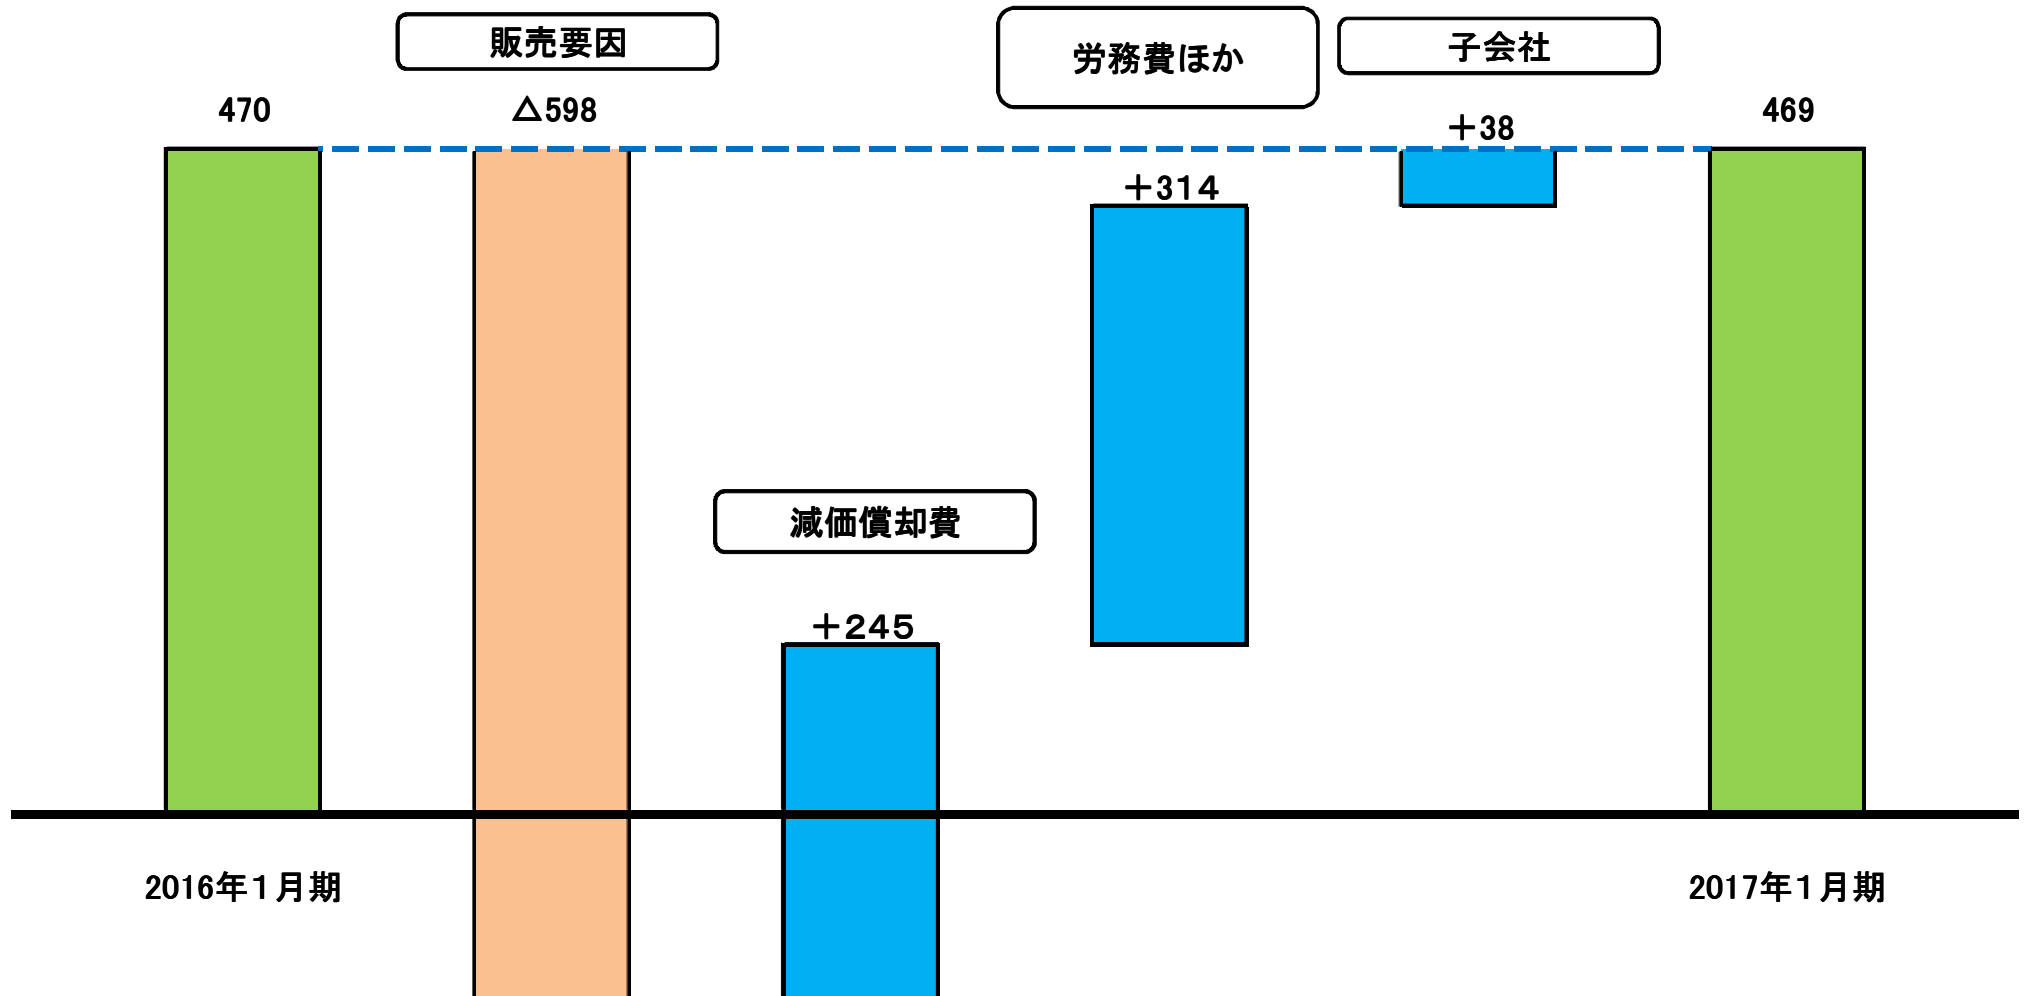 販売要因
労務費ほか
子会社
470
△598
+38
469
+314
減価償却費
+245
2016年1月期
2017年1月期